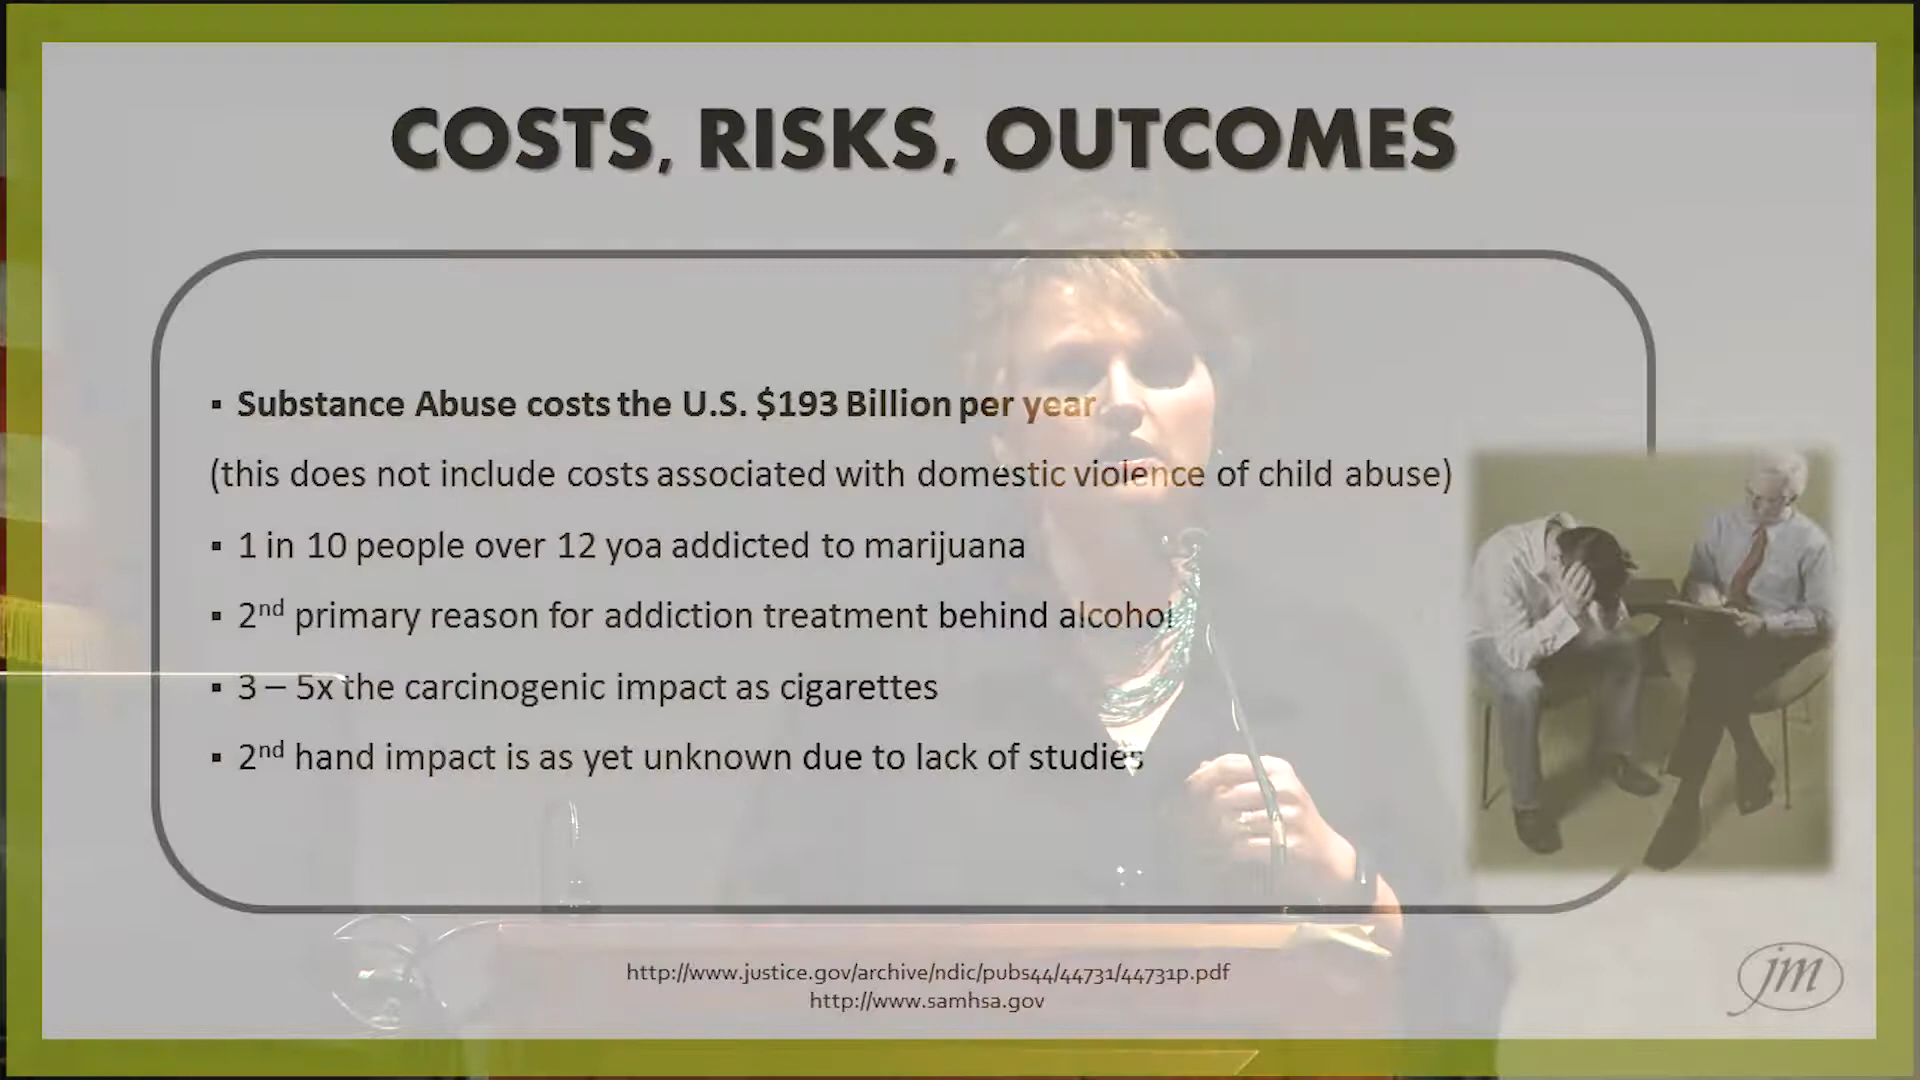 COSTS, RISKS, OUTCOMES
▪ Substance Abuse costs the U.S. $193 Billion per year
(this does not include costs associated with domestic violence of child abuse)
▪ 1 in 10 people over 12 yoa addicted to marijuana
▪ 2nd primary reason for addiction treatment behind alcohol
▪ 3 – 5x the carcinogenic impact as cigarettes
▪ 2nd hand impact is as yet unknown due to lack of studies
http://www.justice.gov/archive/ndic/pubs44/44731/44731p.pdf
http://www.samhsa.gov
jm